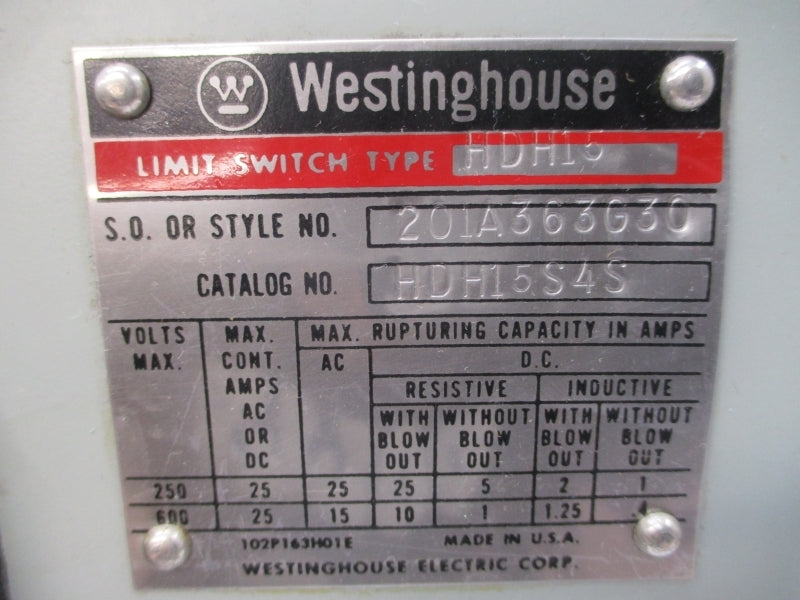 W Westinghouse
LIMIT SWITCH TYPE HDH15
S.O. OR STYLE NO. 201A363G30
CATALOG NO. HDH15S4S
VOLTS MAX. MAX. RUPTURING CAPACITY IN AMPS
MAX. CONT. AC D.C.
AMPS RESISTIVE INDUCTIVE
AC WITH WITHOUT WITH WITHOUT
OR BLOW BLOW BLOW BLOW
DC OUT OUT OUT OUT
250 25 25 25 5 2 1
600 25 15 10 1 1.25 .4
102P163H01E MADE IN U.S.A.
WESTINGHOUSE ELECTRIC CORP.